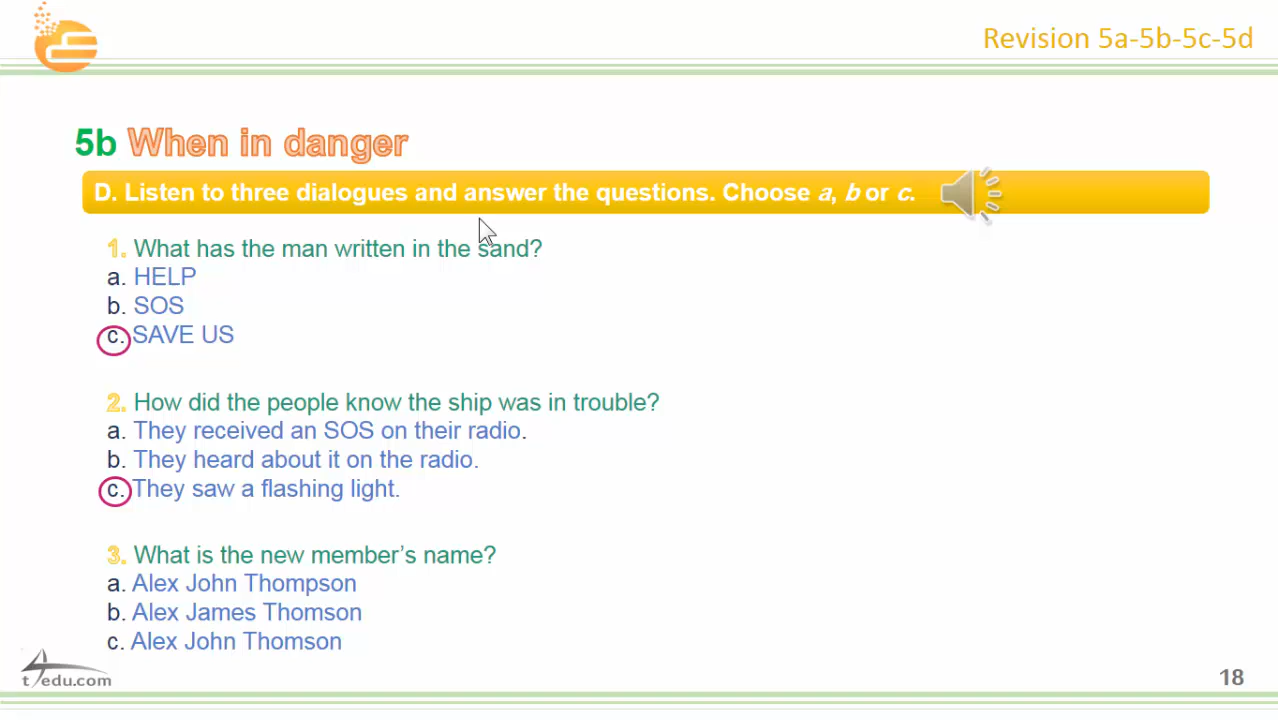 Revision 5a-5b-5c-5d
5b When in danger
D. Listen to three dialogues and answer the questions. Choose a, b or c.
1. What has the man written in the sand?
a. HELP
b. SOS
c. SAVE US
2. How did the people know the ship was in trouble?
a. They received an SOS on their radio.
b. They heard about it on the radio.
c. They saw a flashing light.
3. What is the new member's name?
a. Alex John Thompson
b. Alex James Thomson
c. Alex John Thomson
t4edu.com
18